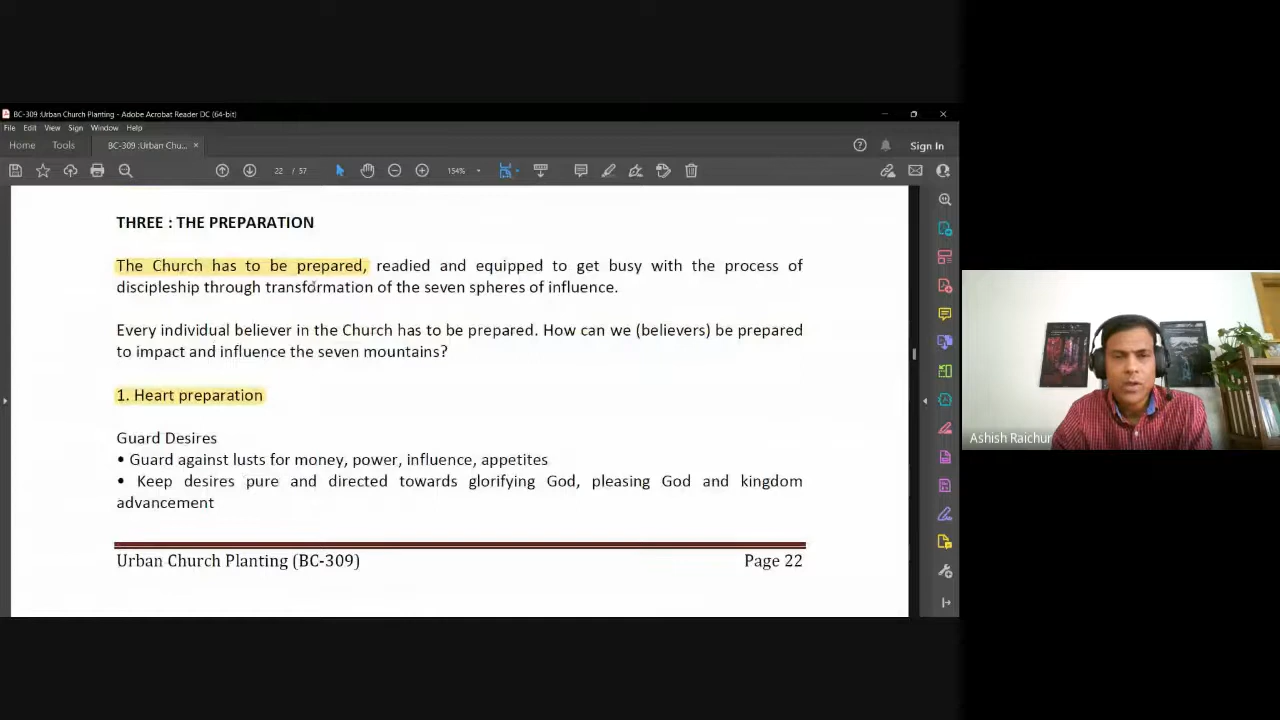 BC-309 :Urban Church Planting - Adobe Acrobat Reader DC (64-bit)
File Edit View Sign Window Help
Home Tools BC-309 :Urban Chu... × Sign In
22 / 57 154%
THREE : THE PREPARATION
The Church has to be prepared, readied and equipped to get busy with the process of
discipleship through transformation of the seven spheres of influence.
Every individual believer in the Church has to be prepared. How can we (believers) be prepared
to impact and influence the seven mountains?
1. Heart preparation
Guard Desires
• Guard against lusts for money, power, influence, appetites
• Keep desires pure and directed towards glorifying God, pleasing God and kingdom
advancement
Urban Church Planting (BC-309) Page 22
Ashish Raichur